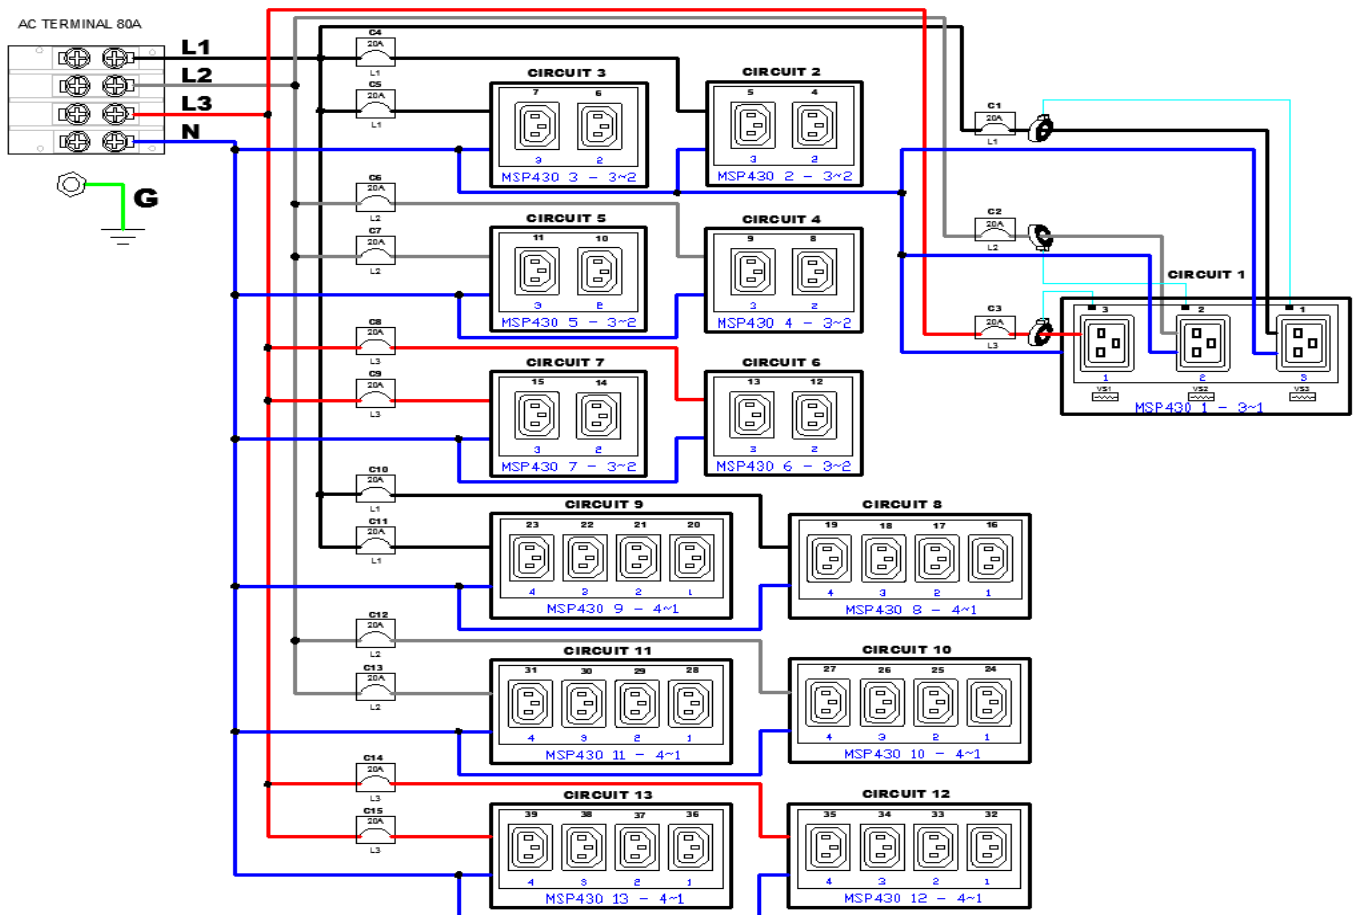 AC TERMINAL 80A
L1
L2
L3
N
G
C4
20A
L1
C5
20A
L1
CIRCUIT 3
7 6
3 2
MSP430 3 - 3~2
CIRCUIT 2
5 4
3 2
MSP430 2 - 3~2
C1
20A
L1
C6
20A
L2
C7
20A
L2
CIRCUIT 5
11 10
3 2
MSP430 5 - 3~2
CIRCUIT 4
9 8
3 2
MSP430 4 - 3~2
C2
20A
L2
C3
20A
L3
CIRCUIT 1
3 2 1
1 2 3
VS1 VS2 VS3
MSP430 1 - 3~1
C8
20A
L3
C9
20A
L3
CIRCUIT 7
15 14
3 2
MSP430 7 - 3~2
CIRCUIT 6
13 12
3 2
MSP430 6 - 3~2
C10
20A
L1
C11
20A
L1
CIRCUIT 9
23 22 21 20
4 3 2 1
MSP430 9 - 4~1
CIRCUIT 8
19 18 17 16
4 3 2 1
MSP430 8 - 4~1
C12
20A
L2
C13
20A
L2
CIRCUIT 11
31 30 29 28
4 3 2 1
MSP430 11 - 4~1
CIRCUIT 10
27 26 25 24
4 3 2 1
MSP430 10 - 4~1
C14
20A
L3
C15
20A
L3
CIRCUIT 13
39 38 37 36
4 3 2 1
MSP430 13 - 4~1
CIRCUIT 12
35 34 33 32
4 3 2 1
MSP430 12 - 4~1